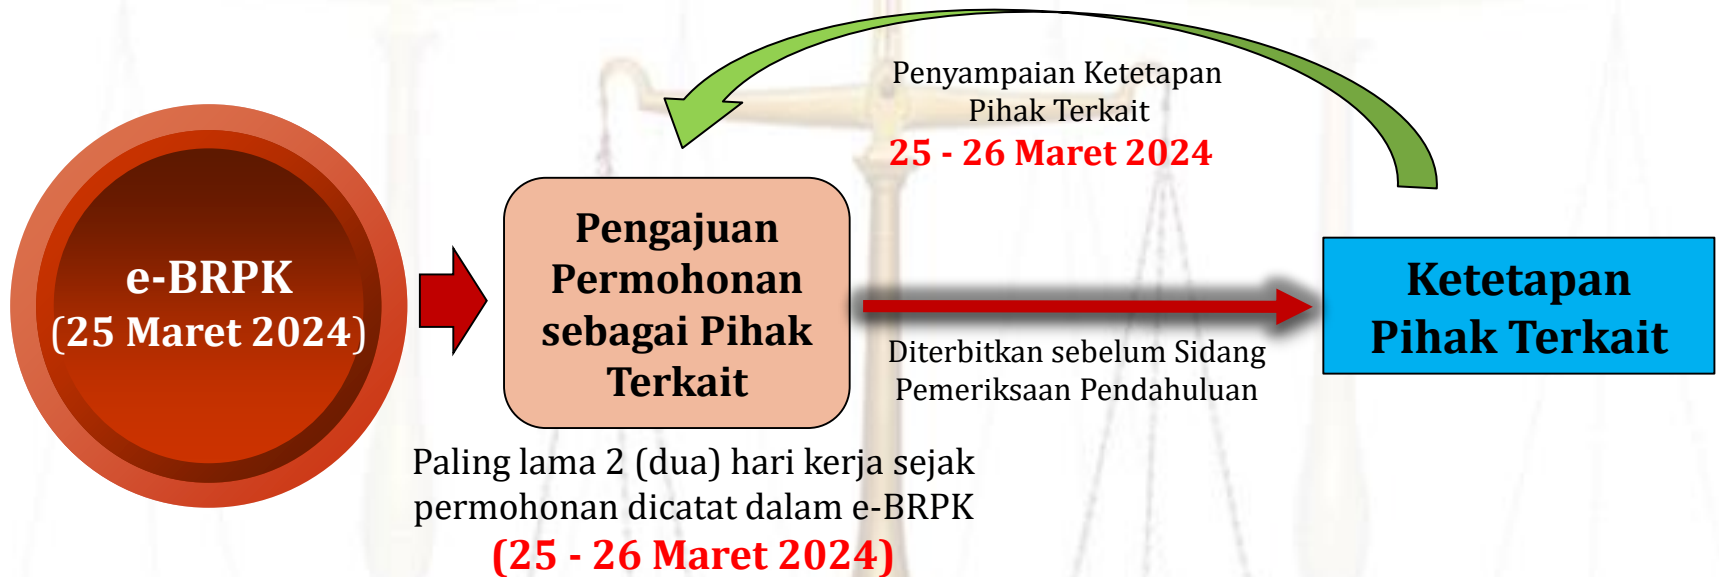 e-BRPK
(25 Maret 2024)
Pengajuan
Permohonan
sebagai Pihak
Terkait
Paling lama 2 (dua) hari kerja sejak
permohonan dicatat dalam e-BRPK
(25 - 26 Maret 2024)
Penyampaian Ketetapan
Pihak Terkait
25 - 26 Maret 2024
Diterbitkan sebelum Sidang
Pemeriksaan Pendahuluan
Ketetapan
Pihak Terkait